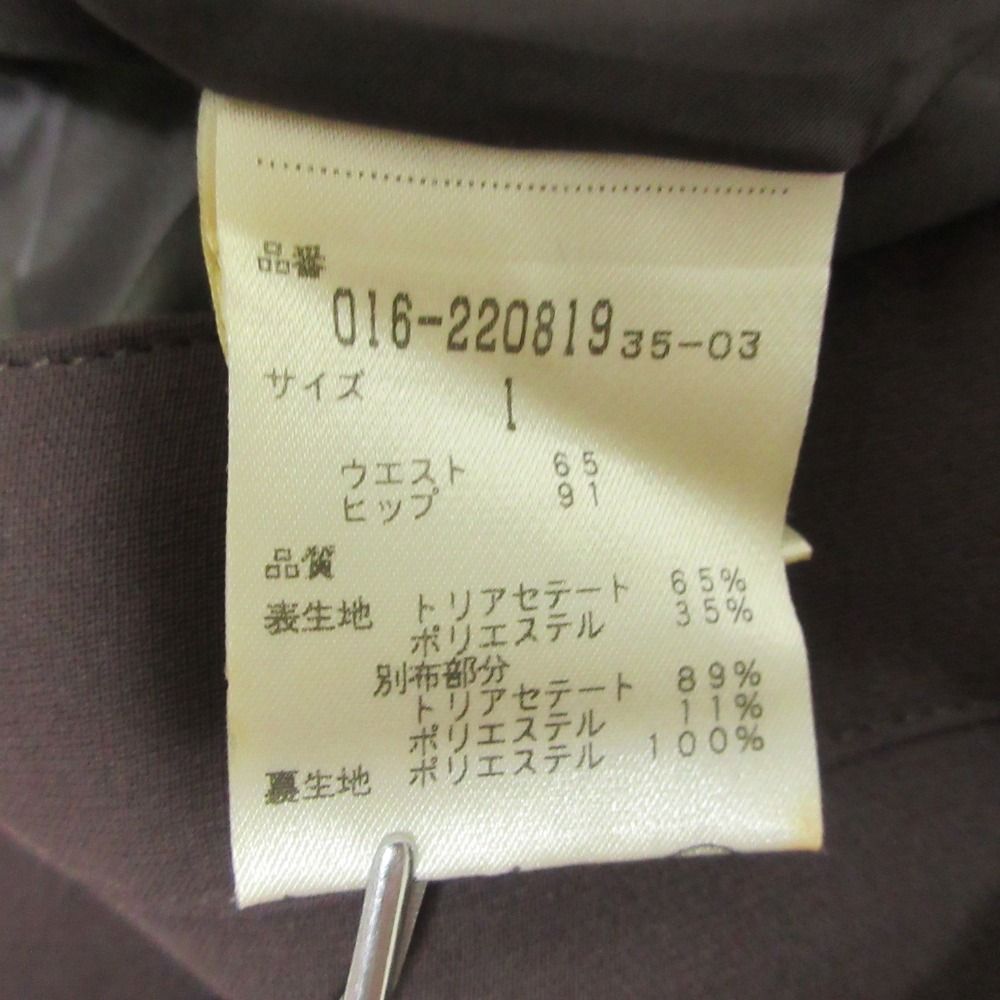 品番
016-220819 35-03
サイズ 1
ウエスト 65
ヒップ 91
品質
表生地 トリアセテート 65%
ポリエステル 35%
別布部分
トリアセテート 89%
ポリエステル 11%
裏生地 ポリエステル 100%